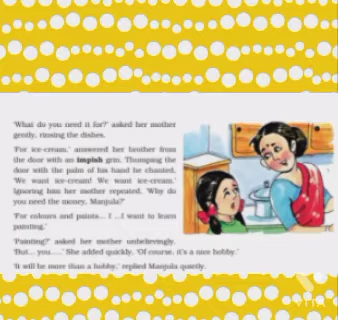 'What do you need it for?' asked her mother
gently, rinsing the dishes.
'For ice-cream.' answered her brother from
the door with an impish grin. Thumping the
door with the palm of his hand he chanted,
'We want ice-cream! We want ice-cream.'
Ignoring him her mother repeated, 'Why do
you need the money, Manjula?'
'For colours and paints... I ...I want to learn
painting.'
'Painting?' asked her mother unbelievingly.
'But... you.....' She added quickly, 'Of course, it's a nice hobby.'
'It will be more than a hobby,' replied Manjula quietly.